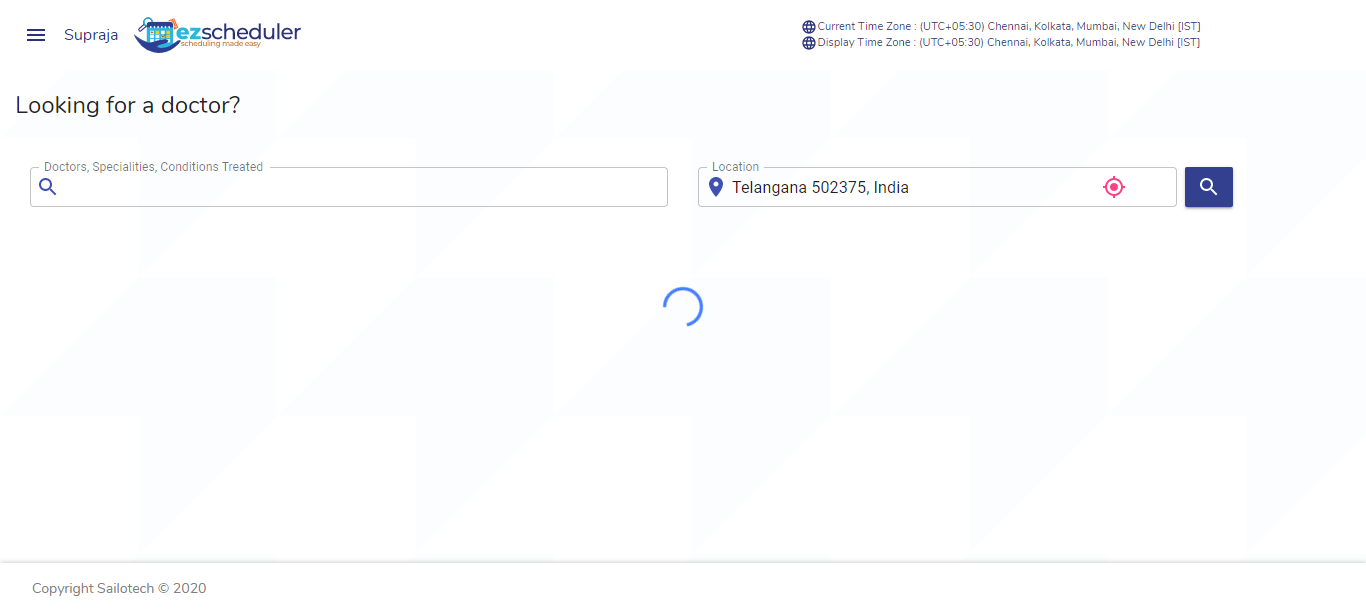 Supraja
ezscheduler
scheduling made easy
Current Time Zone : (UTC+05:30) Chennai, Kolkata, Mumbai, New Delhi [IST]
Display Time Zone : (UTC+05:30) Chennai, Kolkata, Mumbai, New Delhi [IST]
Looking for a doctor?
Doctors, Specialities, Conditions Treated
Location
Telangana 502375, India
Copyright Sailotech © 2020